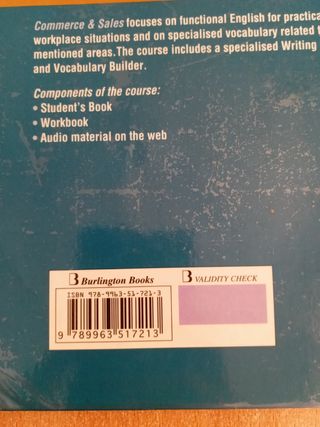 Commerce & Sales focuses on functional English for practical
workplace situations and on specialised vocabulary related
mentioned areas. The course includes a specialised Writing
and Vocabulary Builder.
Components of the course:
• Student's Book
• Workbook
• Audio material on the web
B Burlington Books
ISBN 978-9963-51-721-3
9 789963 517213
B VALIDITY CHECK